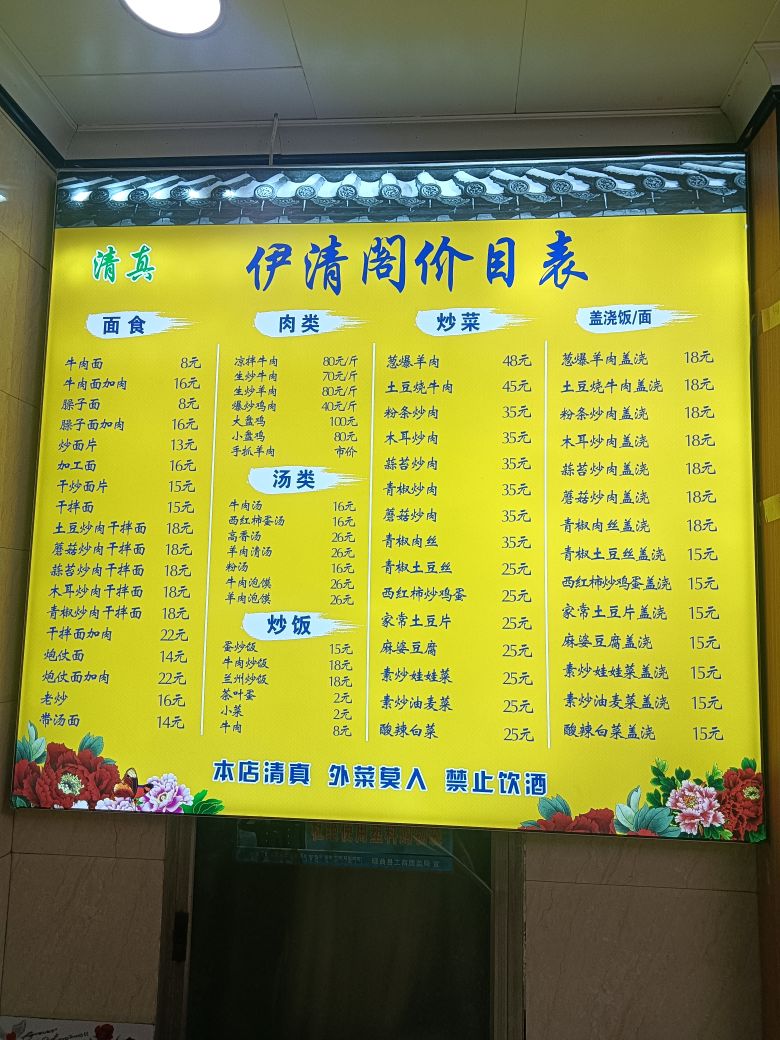 清真
伊清阁价目表
面食
牛肉面 8元
牛肉面加肉 16元
臊子面 8元
臊子面加肉 16元
炒面片 13元
加工面 16元
干炒面片 15元
干拌面 15元
土豆炒肉干拌面 18元
蘑菇炒肉干拌面 18元
蒜苔炒肉干拌面 18元
木耳炒肉干拌面 18元
青椒炒肉干拌面 18元
干拌面加肉 22元
炮仗面 14元
炮仗面加肉 22元
老炒 16元
带汤面 14元
肉类
凉拌牛肉 80元/斤
生炒牛肉 70元/斤
生炒羊肉 80元/斤
爆炒鸡肉 40元/斤
大盘鸡 100元
小盘鸡 80元
手抓羊肉 市价
汤类
牛肉汤 16元
西红柿蛋汤 16元
高香汤 26元
羊肉清汤 26元
粉汤 16元
牛肉泡馍 26元
羊肉泡馍 26元
炒饭
蛋炒饭 15元
牛肉炒饭 18元
兰州炒饭 18元
茶叶蛋 2元
小菜 2元
牛肉 8元
炒菜
葱爆羊肉 48元
土豆烧牛肉 45元
粉条炒肉 35元
木耳炒肉 35元
蒜苔炒肉 35元
青椒炒肉 35元
蘑菇炒肉 35元
青椒肉丝 35元
青椒土豆丝 25元
西红柿炒鸡蛋 25元
家常土豆片 25元
麻婆豆腐 25元
素炒娃娃菜 25元
素炒油麦菜 25元
酸辣白菜 25元
盖浇饭/面
葱爆羊肉盖浇 18元
土豆烧牛肉盖浇 18元
粉条炒肉盖浇 18元
木耳炒肉盖浇 18元
蒜苔炒肉盖浇 18元
蘑菇炒肉盖浇 18元
青椒肉丝盖浇 18元
青椒土豆丝盖浇 15元
西红柿炒鸡蛋盖浇 15元
家常土豆片盖浇 15元
麻婆豆腐盖浇 15元
素炒娃娃菜盖浇 15元
素炒油麦菜盖浇 15元
酸辣白菜盖浇 15元
本店清真 外菜莫入 禁止饮酒